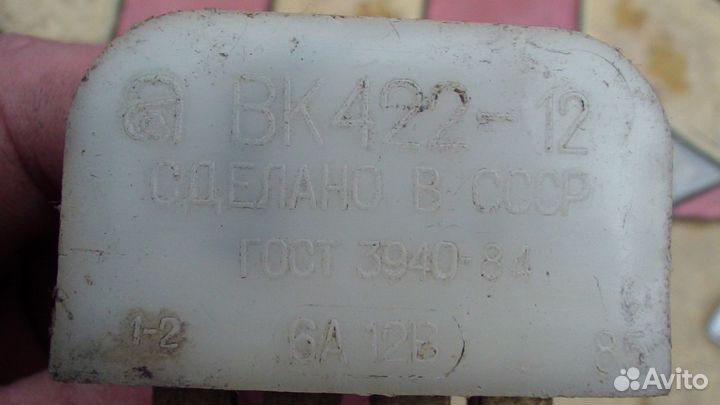 а ВК422-12
СДЕЛАНО В СССР
ГОСТ 3940-84
1-2 6А 12В 85
Avito